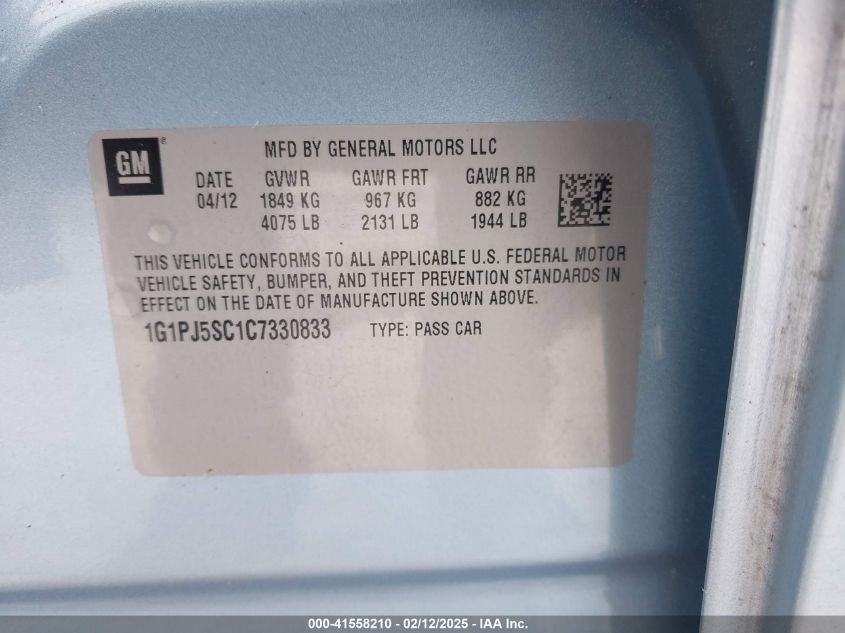 GM ®
MFD BY GENERAL MOTORS LLC
DATE GVWR GAWR FRT GAWR RR
04/12 1849 KG 967 KG 882 KG
4075 LB 2131 LB 1944 LB
THIS VEHICLE CONFORMS TO ALL APPLICABLE U.S. FEDERAL MOTOR
VEHICLE SAFETY, BUMPER, AND THEFT PREVENTION STANDARDS IN
EFFECT ON THE DATE OF MANUFACTURE SHOWN ABOVE.
1G1PJ5SC1C7330833 TYPE: PASS CAR
000-41558210 - 02/12/2025 - IAA Inc.